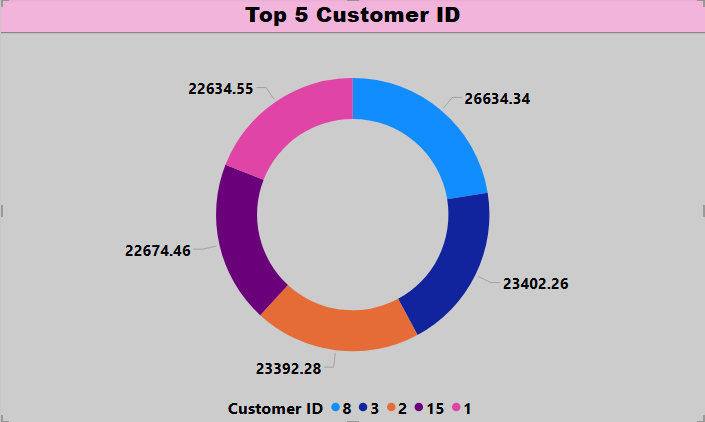 Top 5 Customer ID
22634.55
26634.34
22674.46
23402.26
23392.28
Customer ID 8 3 2 15 1